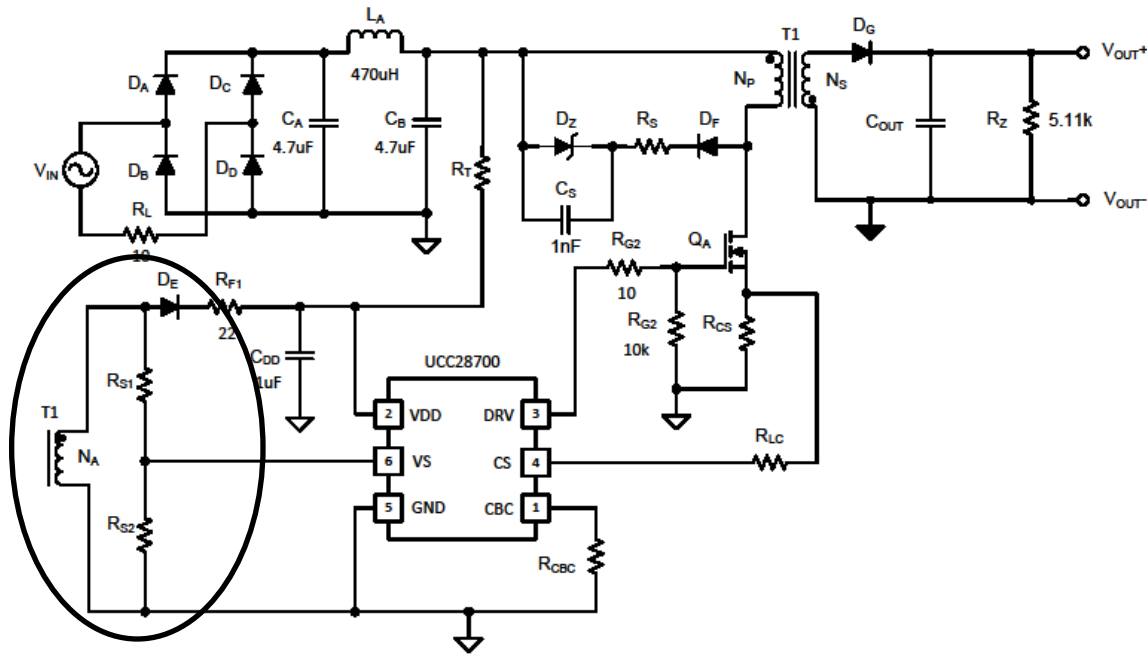 LA
T1
DG
VOUT+
470uH
DA
DC
NP
NS
CA
4.7uF
CB
4.7uF
DZ
RS
DF
COUT
RZ
5.11k
VIN
DB
DD
RT
CS
1nF
VOUT-
RL
10
QA
RG2
10
DE
RF1
22
RG2
10k
RCS
CDD
1uF
UCC28700
RS1
T1
NA
2
VDD
DRV
3
RLC
6
VS
CS
4
5
GND
CBC
1
RS2
RCBC